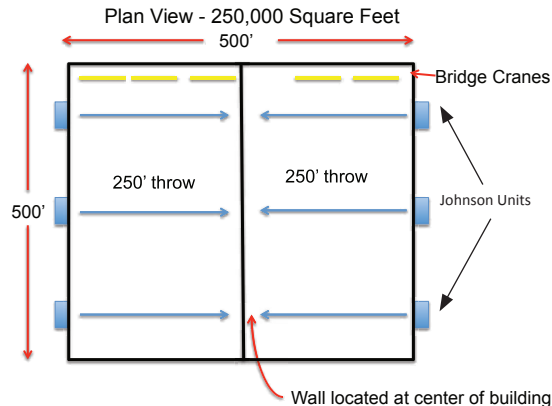 Plan View - 250,000 Square Feet
500’
Bridge Cranes
250’ throw
250’ throw
Johnson Units
500’
Wall located at center of building